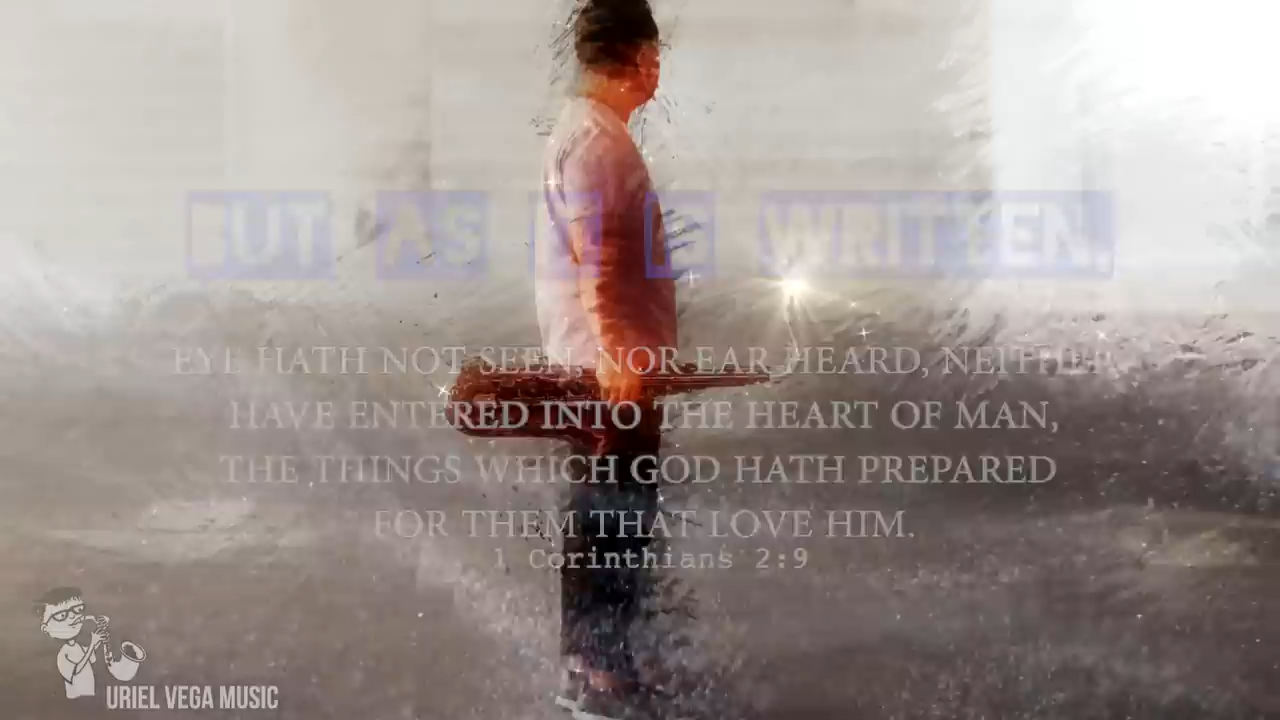 BUT AS IT IS WRITTEN,
EYE HATH NOT SEEN, NOR EAR HEARD, NEITHER
HAVE ENTERED INTO THE HEART OF MAN,
THE THINGS WHICH GOD HATH PREPARED
FOR THEM THAT LOVE HIM.
1 Corinthians 2:9
URIEL VEGA MUSIC